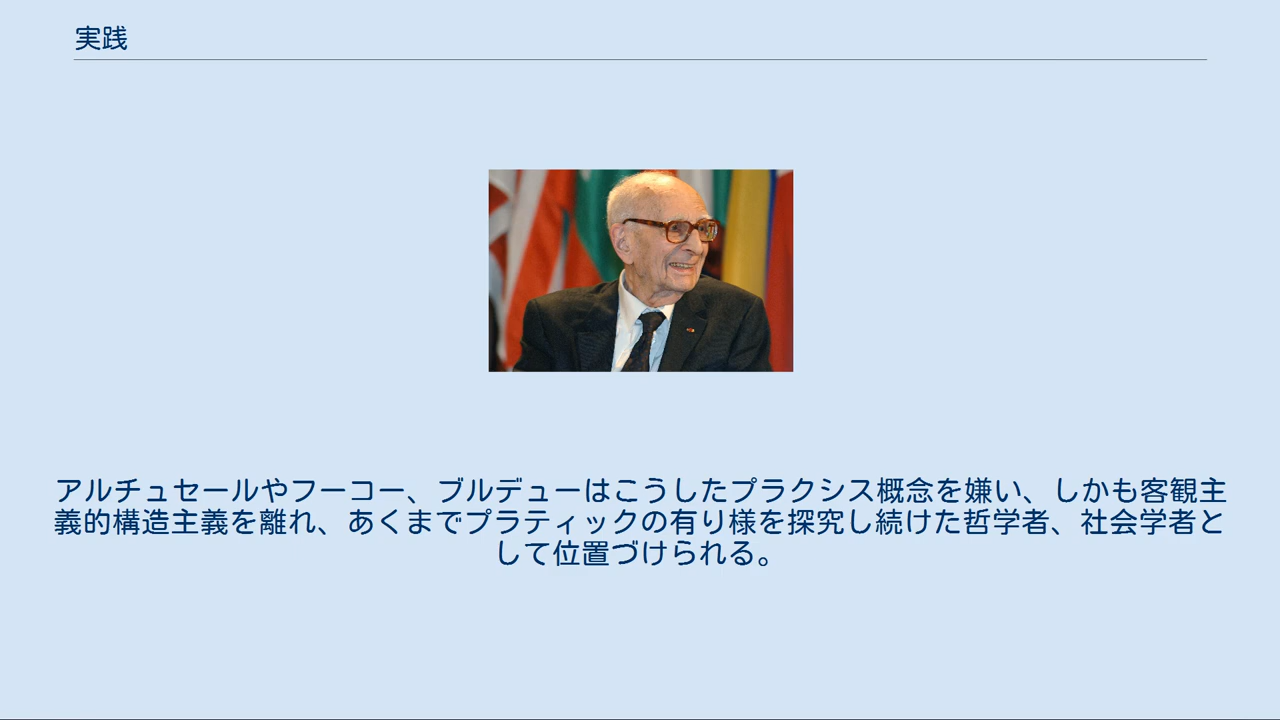 実践
アルチュセールやフーコー、ブルデューはこうしたプラクシス概念を嫌い、しかも客観主
義的構造主義を離れ、あくまでプラティックの有り様を探究し続けた哲学者、社会学者と
して位置づけられる。